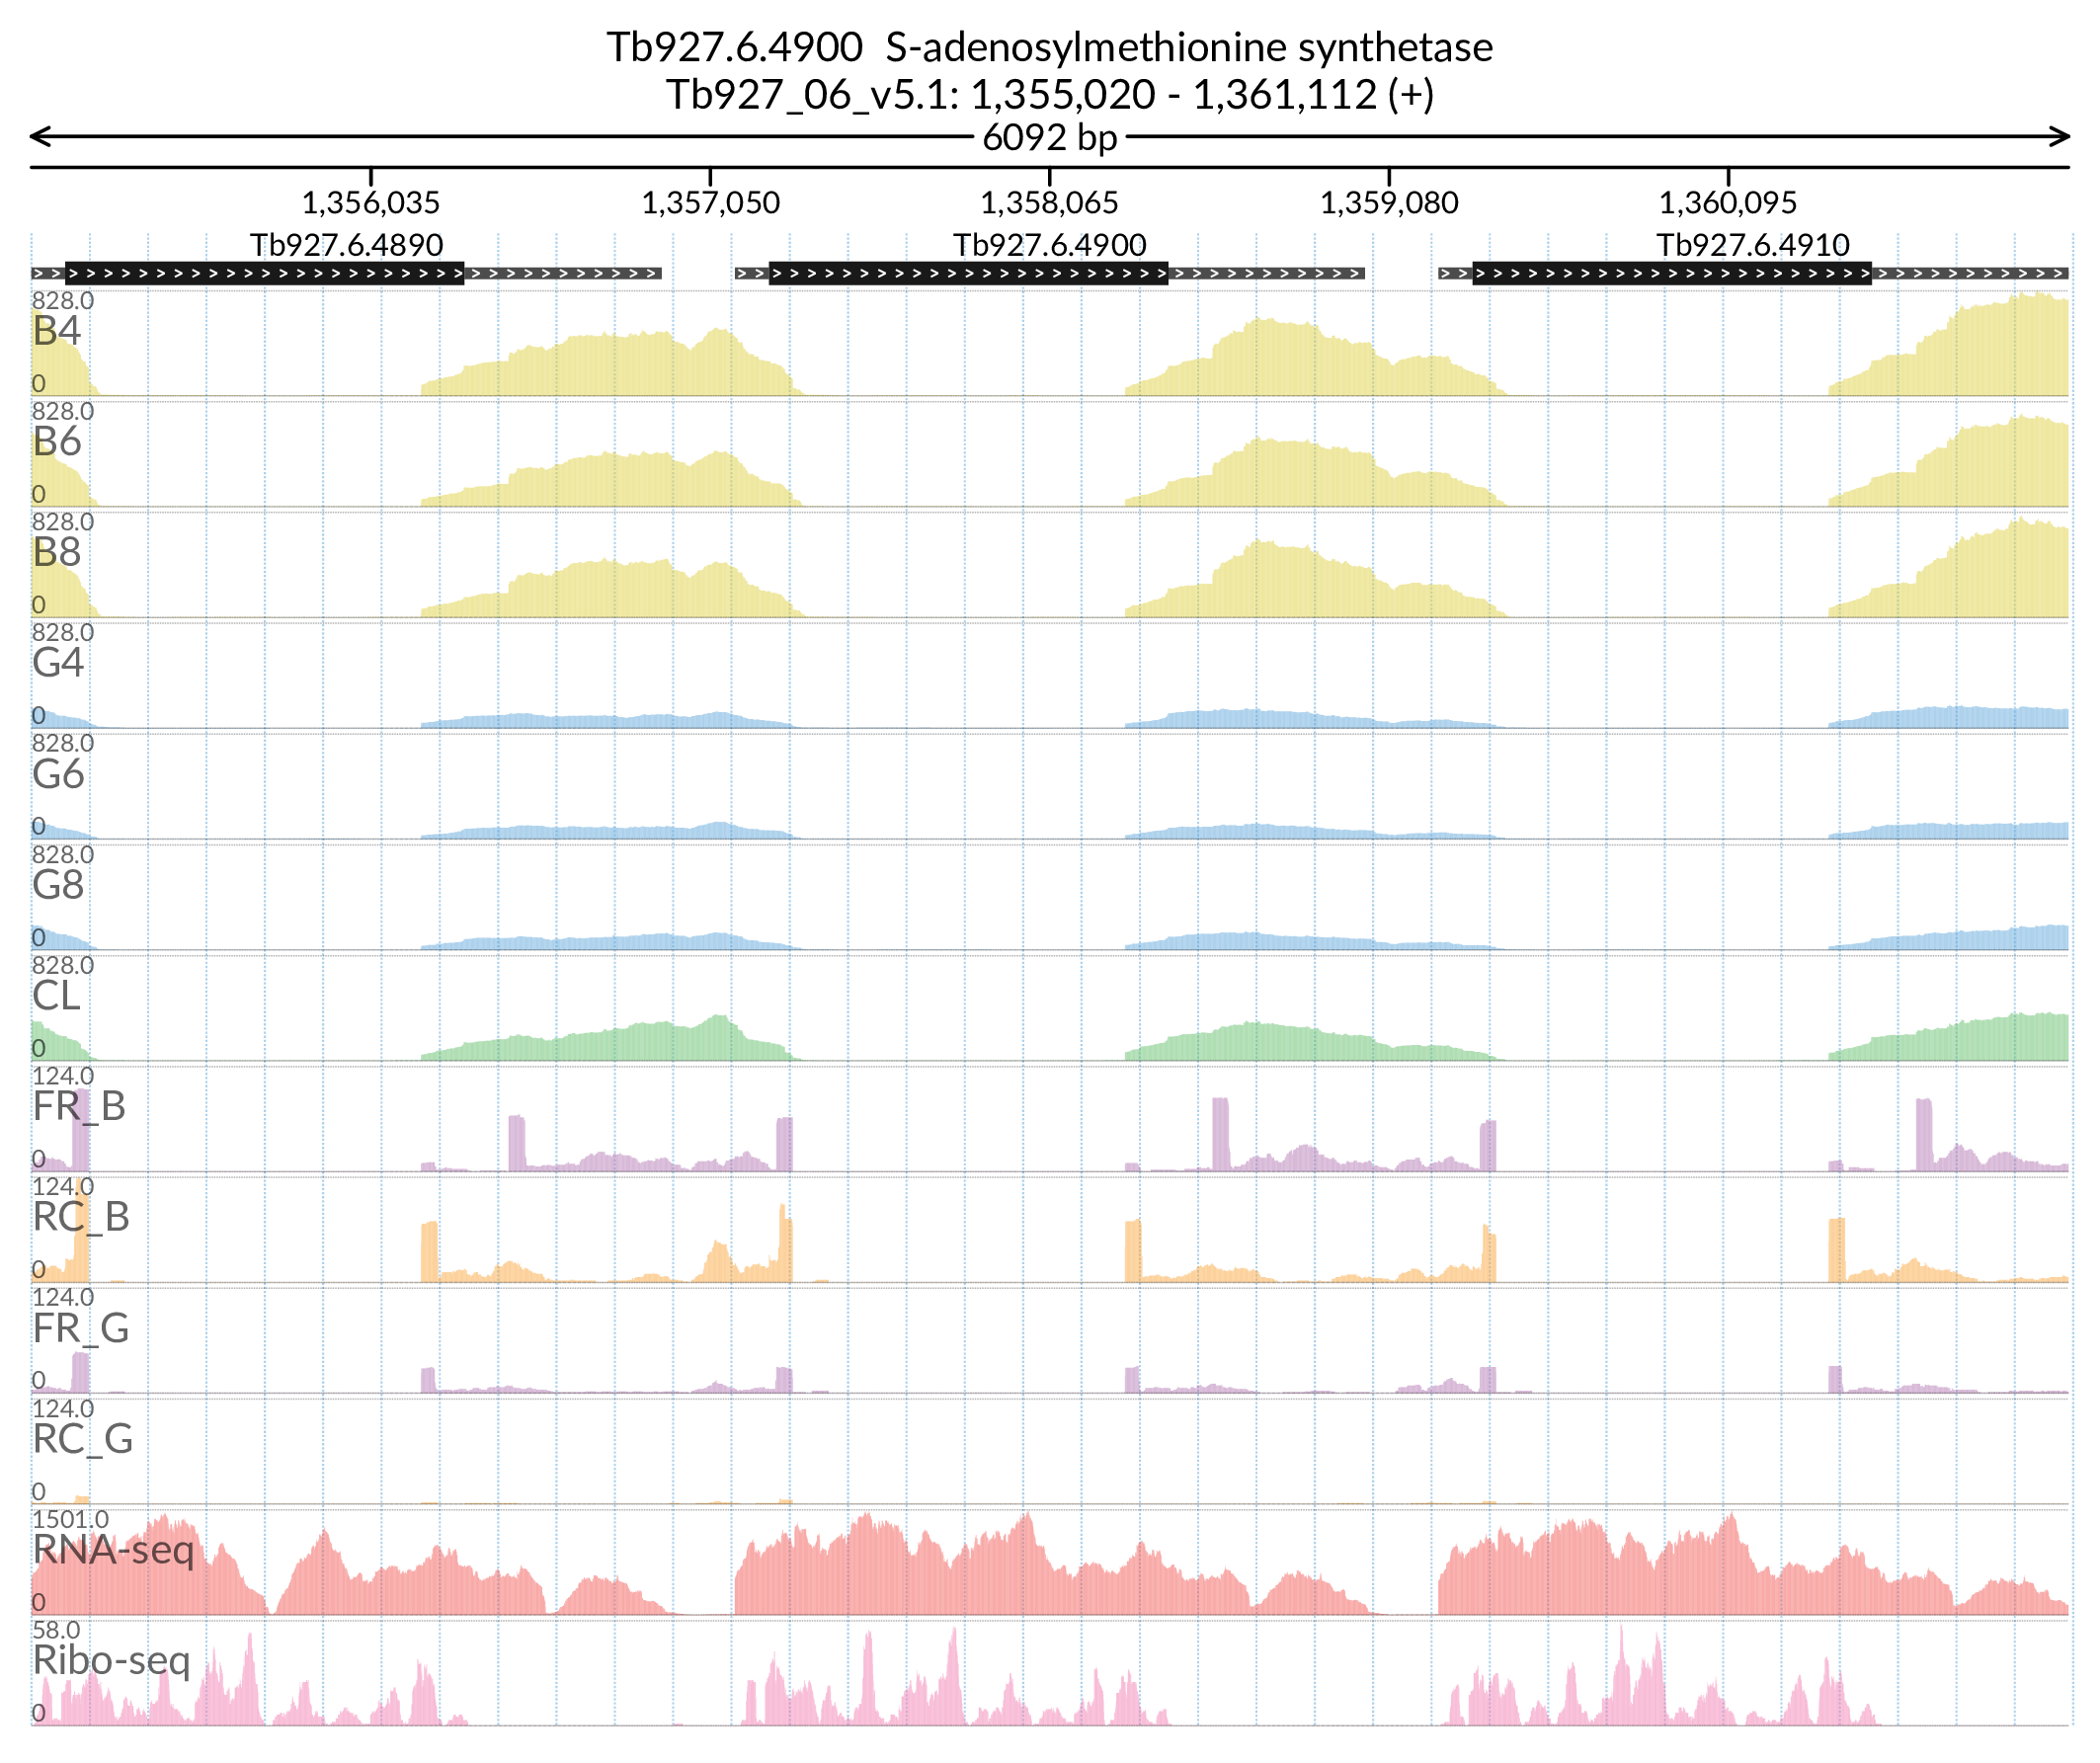 Tb927.6.4900  S-adenosylmethionine synthetase
Tb927_06_v5.1: 1,355,020 - 1,361,112 (+)
6092 bp
1,356,035 1,357,050 1,358,065 1,359,080 1,360,095
Tb927.6.4890 Tb927.6.4900 Tb927.6.4910
828.0
B4
0
828.0
B6
0
828.0
B8
0
828.0
G4
0
828.0
G6
0
828.0
G8
0
828.0
CL
0
124.0
FR_B
0
124.0
RC_B
0
124.0
FR_G
0
124.0
RC_G
0
1501.0
RNA-seq
0
58.0
Ribo-seq
0